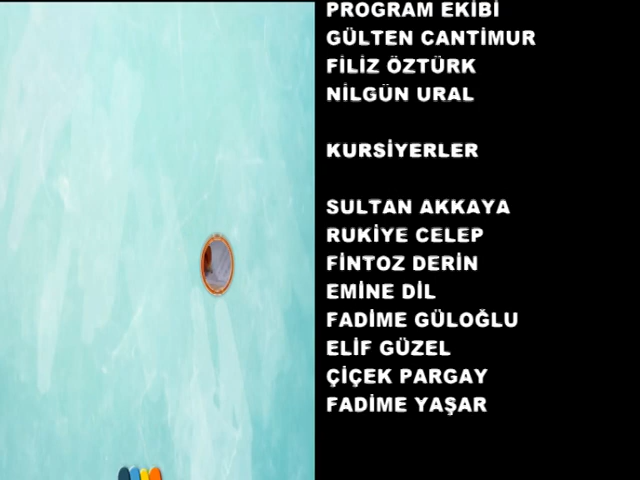 PROGRAM EKİBİ
GÜLTEN CANTİMUR
FİLİZ ÖZTÜRK
NİLGÜN URAL
KURSİYERLER
SULTAN AKKAYA
RUKİYE CELEP
FİNTOZ DERİN
EMİNE DİL
FADİME GÜLOĞLU
ELİF GÜZEL
ÇİÇEK PARGAY
FADİME YAŞAR